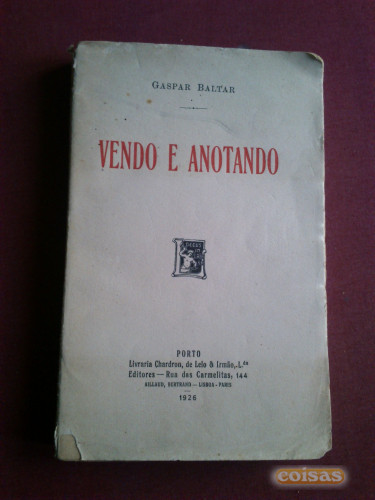 GASPAR BALTAR
VENDO E ANOTANDO
PORTO
Livraria Chardron, de Lelo & Irmão, L.da
Editores — Rua das Carmelitas, 144
AILLAUD, BERTRAND — LISBOA - PARIS
1926
coisas